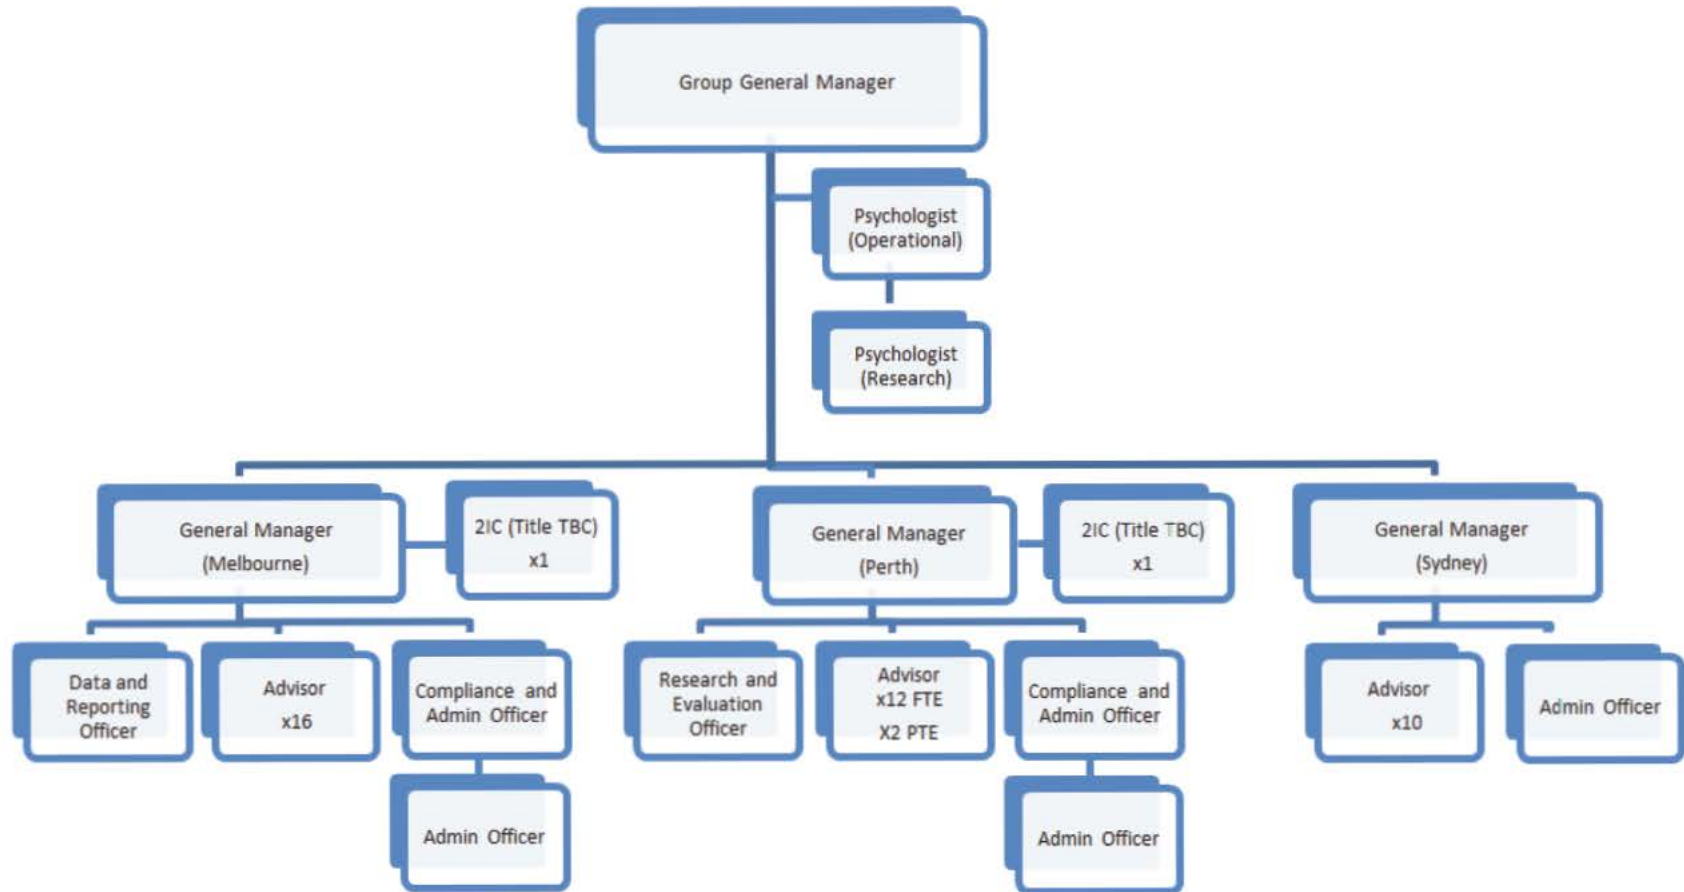 Group General Manager
Psychologist
(Operational)
Psychologist
(Research)
General Manager
(Melbourne)
2IC (Title TBC)
x1
General Manager
(Perth)
2IC (Title TBC)
x1
General Manager
(Sydney)
Data and
Reporting
Officer
Advisor
x16
Compliance and
Admin Officer
Research and
Evaluation
Officer
Advisor
x12 FTE
X2 PTE
Compliance and
Admin Officer
Advisor
x10
Admin Officer
Admin Officer
Admin Officer